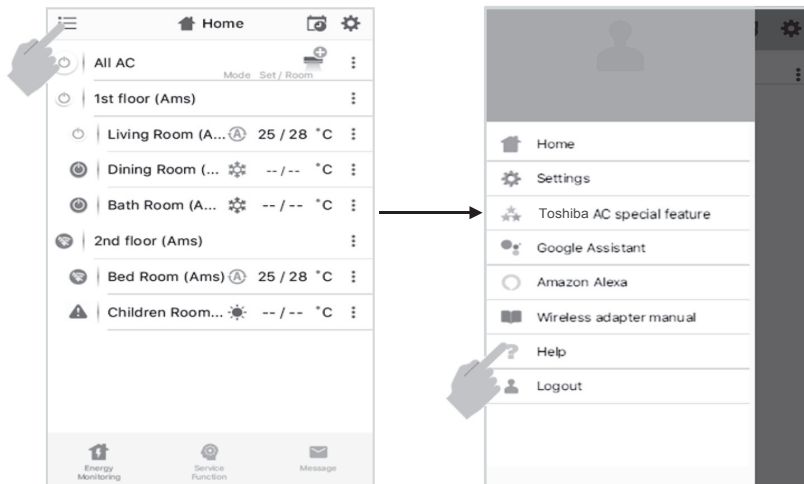 Home
All AC
Mode Set / Room
1st floor (Ams)
Living Room (A... A 25 / 28 °C
Dining Room (... -- / -- °C
Bath Room (A... -- / -- °C
2nd floor (Ams)
Bed Room (Ams) A 25 / 28 °C
Children Room... -- / -- °C
Energy Monitoring
Service Function
Message
Home
Settings
Toshiba AC special feature
Google Assistant
Amazon Alexa
Wireless adapter manual
Help
Logout